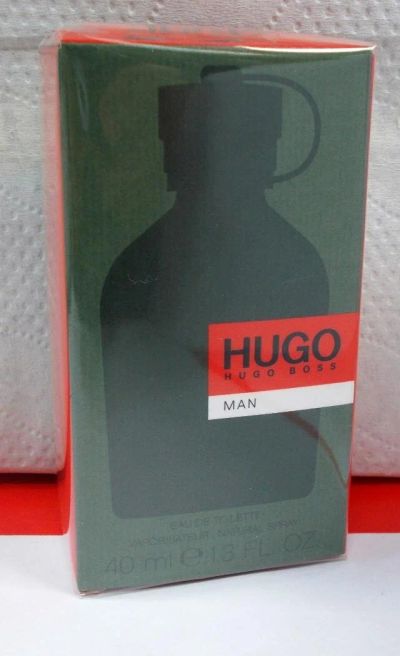 HUGO
HUGO BOSS
MAN
EAU DE TOILETTE
VAPORISATEUR . NATURAL SPRAY
40 ml e 1.3 FL. OZ.